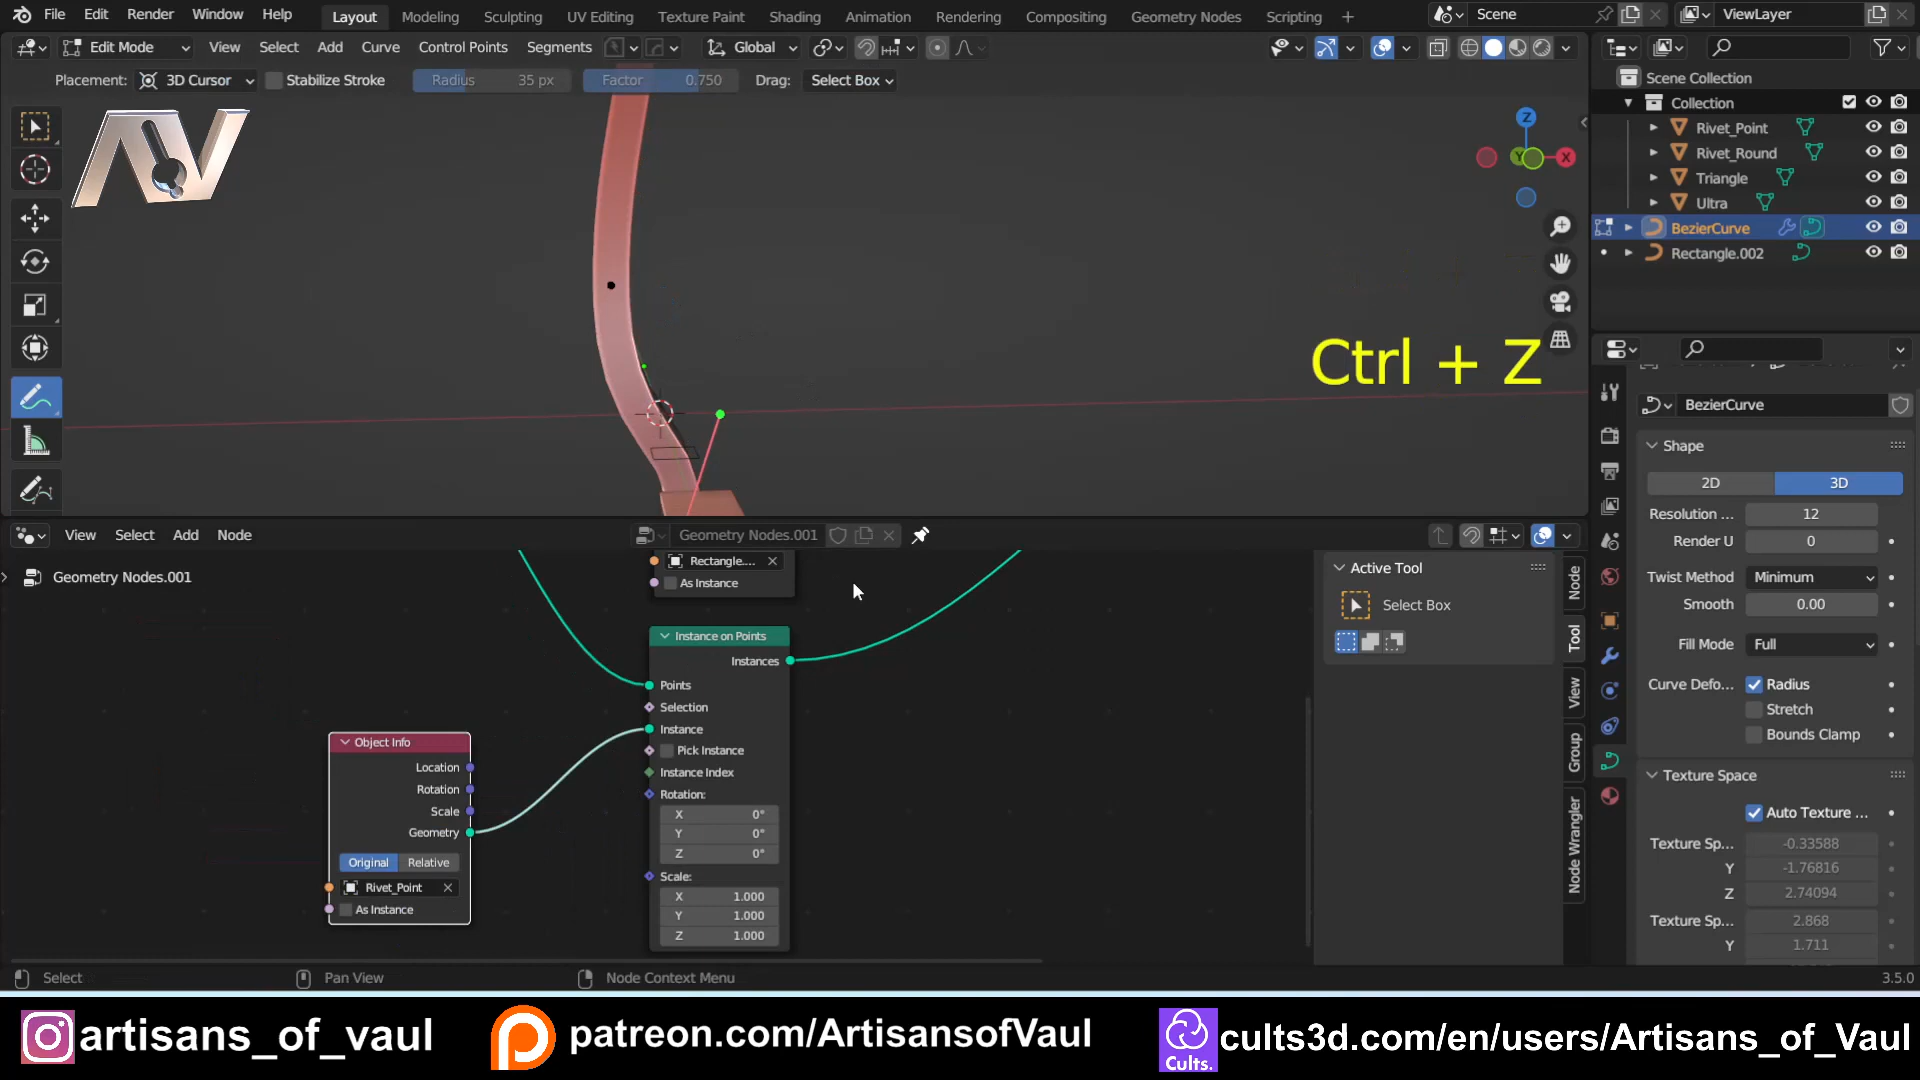 File Edit Render Window Help Layout Modeling Sculpting UV Editing Texture Paint Shading Animation Rendering Compositing Geometry Nodes Scripting + Scene ViewLayer
Edit Mode View Select Add Curve Control Points Segments Global
Placement: 3D Cursor Stabilize Stroke Radius 35 px Factor 0.750 Drag: Select Box
AV
Z
Y X
Ctrl + Z
Scene Collection
Collection
Rivet_Point
Rivet_Round
Triangle
Ultra
BezierCurve
Rectangle.002
BezierCurve
Shape
2D 3D
Resolution ... 12
Render U 0
Twist Method Minimum
Smooth 0.00
Fill Mode Full
Curve Defo... Radius
Stretch
Bounds Clamp
Texture Space
Auto Texture ...
Texture Sp... -0.33588
Y -1.76816
Z 2.74094
Texture Sp... 2.868
Y 1.711
View Select Add Node Geometry Nodes.001
Geometry Nodes.001
Rectangle....
As Instance
Instance on Points
Instances
Points
Selection
Instance
Pick Instance
Instance Index
Rotation:
X 0°
Y 0°
Z 0°
Scale:
X 1.000
Y 1.000
Z 1.000
Object Info
Location
Rotation
Scale
Geometry
Original Relative
Rivet_Point
As Instance
Active Tool
Select Box
Node
Tool
View
Group
Node Wrangler
Select Pan View Node Context Menu 3.5.0
artisans_of_vaul patreon.com/ArtisansofVaul Cults. cults3d.com/en/users/Artisans_of_Vaul